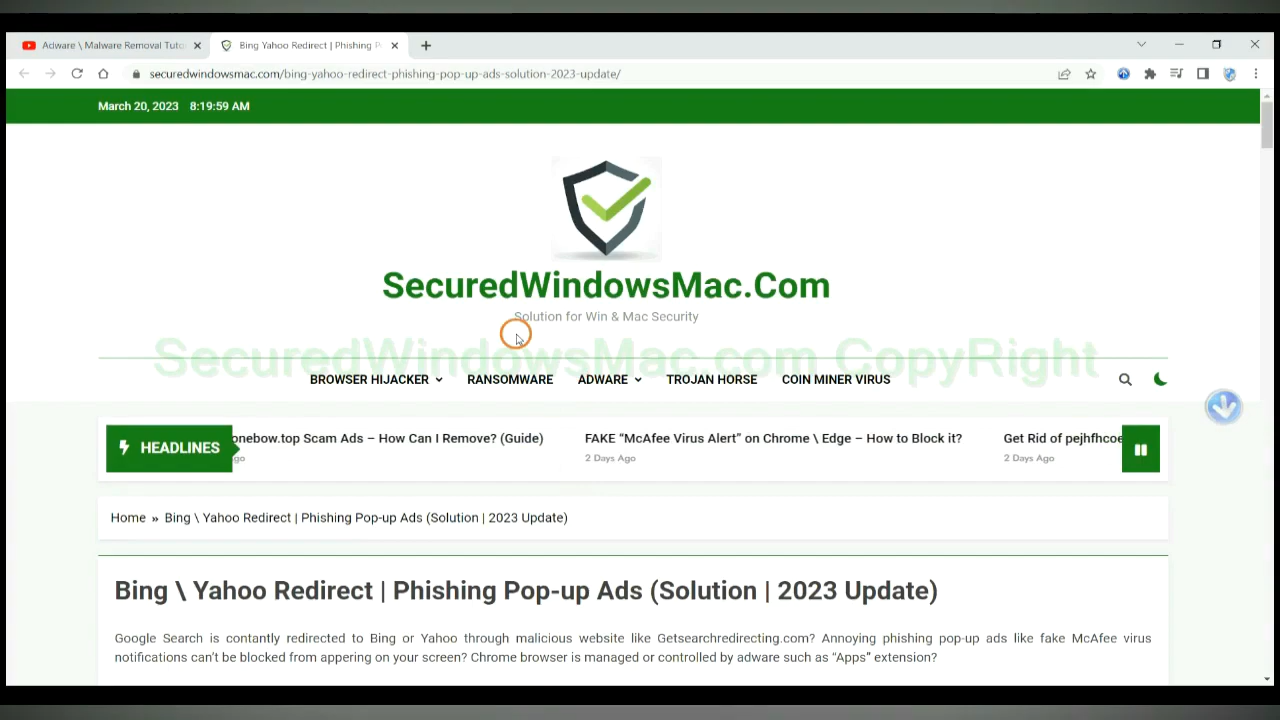 Adware \ Malware Removal Tuto
Bing Yahoo Redirect | Phishing P
securedwindowsmac.com/bing-yahoo-redirect-phishing-pop-up-ads-solution-2023-update/
March 20, 2023 8:19:59 AM
SecuredWindowsMac.Com
Solution for Win & Mac Security
SecuredWindowsMac.com CopyRight
BROWSER HIJACKER RANSOMWARE ADWARE TROJAN HORSE COIN MINER VIRUS
HEADLINES
onebow.top Scam Ads – How Can I Remove? (Guide)
go
FAKE “McAfee Virus Alert” on Chrome \ Edge – How to Block it?
2 Days Ago
Get Rid of pejhfhcoe
2 Days Ago
Home » Bing \ Yahoo Redirect | Phishing Pop-up Ads (Solution | 2023 Update)
Bing \ Yahoo Redirect | Phishing Pop-up Ads (Solution | 2023 Update)
Google Search is contantly redirected to Bing or Yahoo through malicious website like Getsearchredirecting.com? Annoying phishing pop-up ads like fake McAfee virus
notifications can’t be blocked from appering on your screen? Chrome browser is managed or controlled by adware such as “Apps” extension?